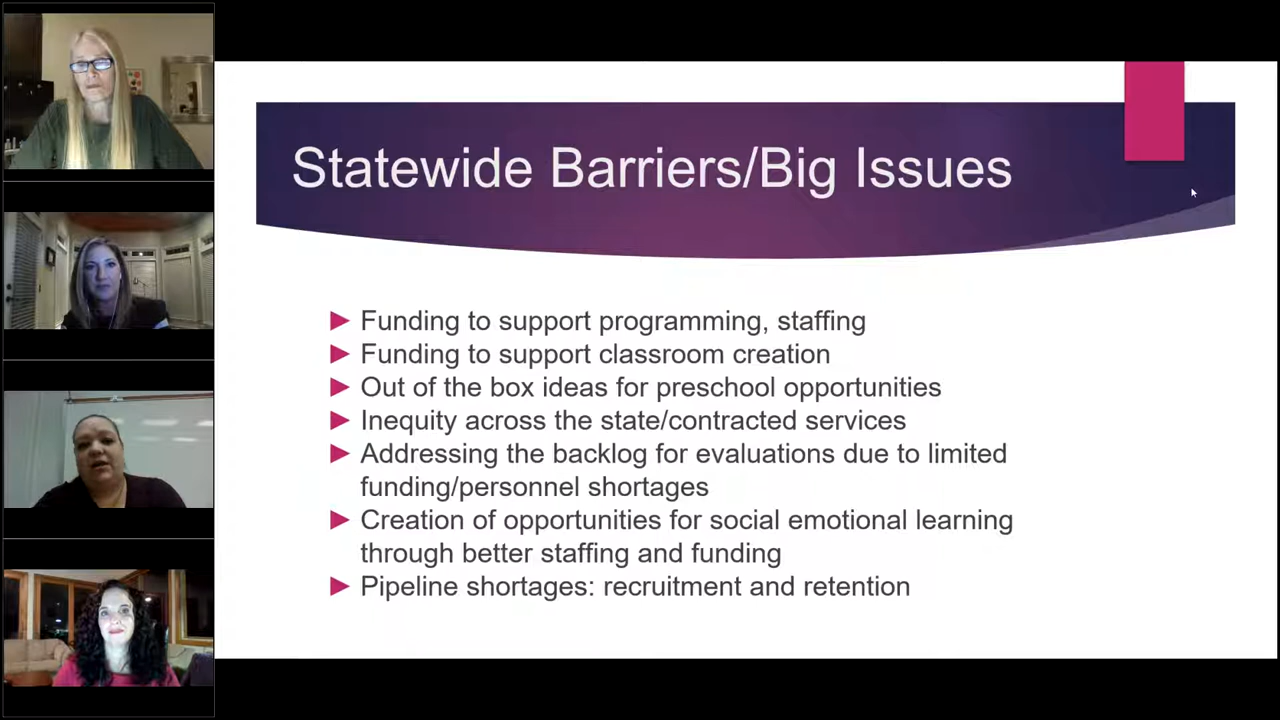 Statewide Barriers/Big Issues
Funding to support programming, staffing
Funding to support classroom creation
Out of the box ideas for preschool opportunities
Inequity across the state/contracted services
Addressing the backlog for evaluations due to limited
funding/personnel shortages
Creation of opportunities for social emotional learning
through better staffing and funding
Pipeline shortages: recruitment and retention